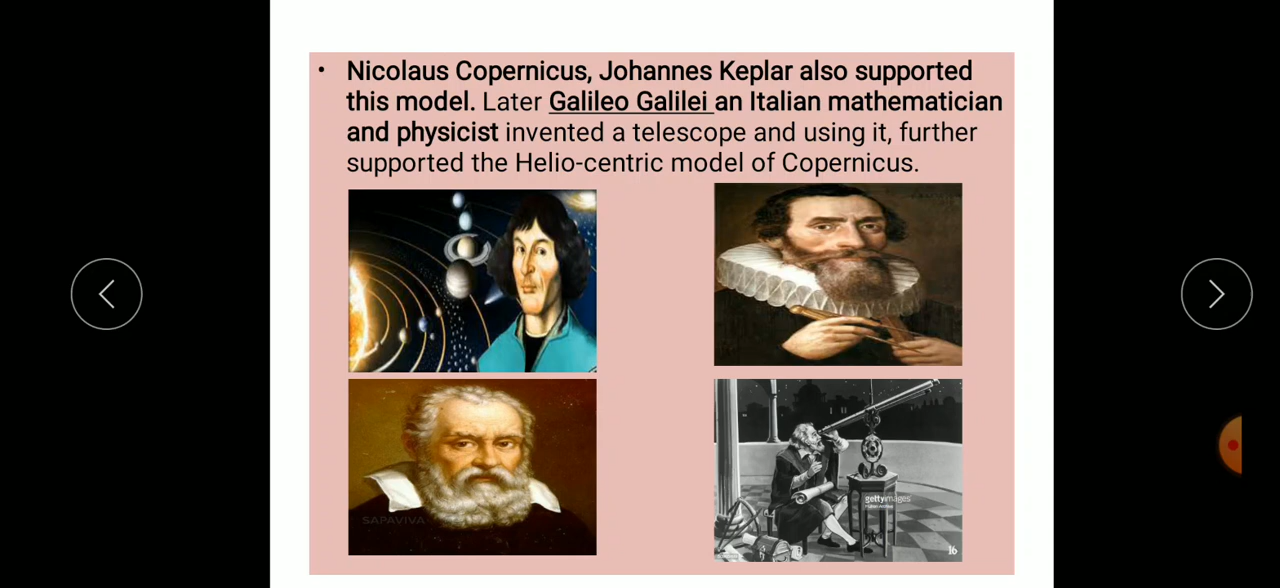 • Nicolaus Copernicus, Johannes Keplar also supported
this model. Later Galileo Galilei an Italian mathematician
and physicist invented a telescope and using it, further
supported the Helio-centric model of Copernicus.
SAPAVIVA
gettyimages
16